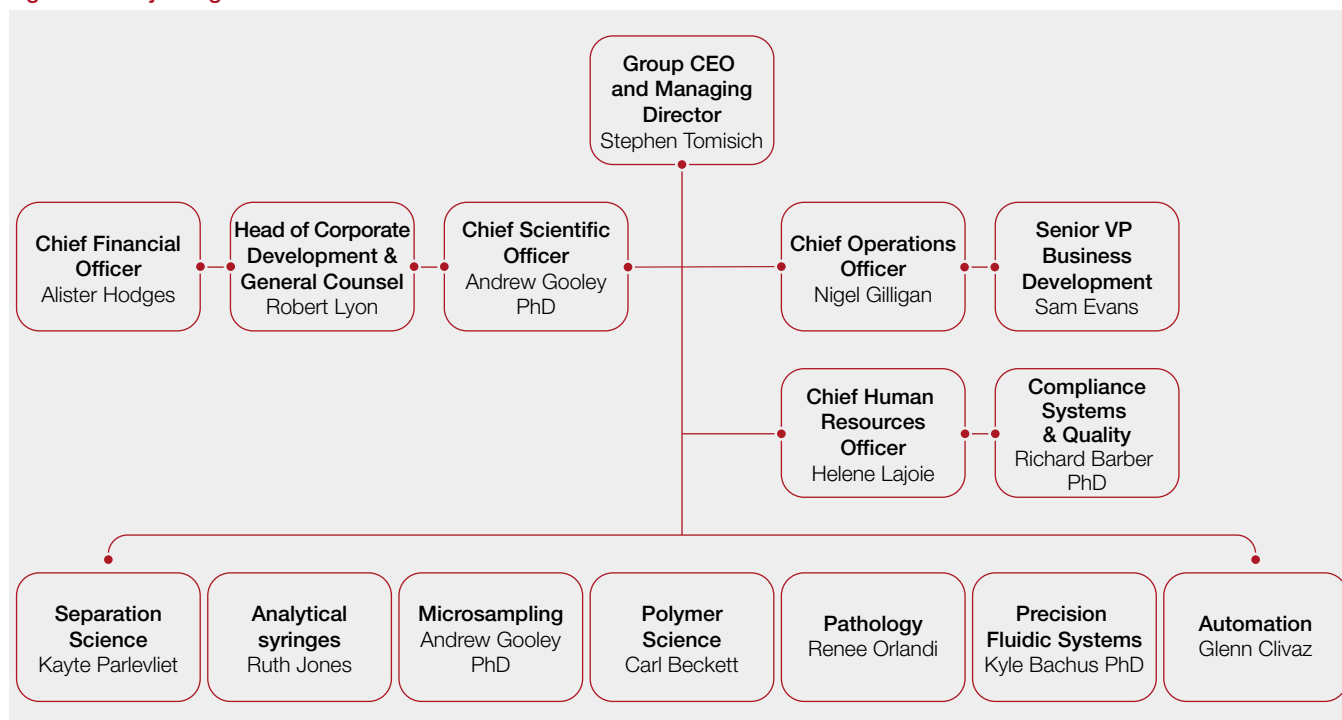 Group CEO
and Managing
Director
Stephen Tomisich
Chief Financial
Officer
Alister Hodges
Head of Corporate
Development &
General Counsel
Robert Lyon
Chief Scientific
Officer
Andrew Gooley
PhD
Chief Operations
Officer
Nigel Gilligan
Senior VP
Business
Development
Sam Evans
Chief Human
Resources
Officer
Helene Lajoie
Compliance
Systems
& Quality
Richard Barber
PhD
Separation
Science
Kayte Parlevliet
Analytical
syringes
Ruth Jones
Microsampling
Andrew Gooley
PhD
Polymer
Science
Carl Beckett
Pathology
Renee Orlandi
Precision
Fluidic Systems
Kyle Bachus PhD
Automation
Glenn Clivaz